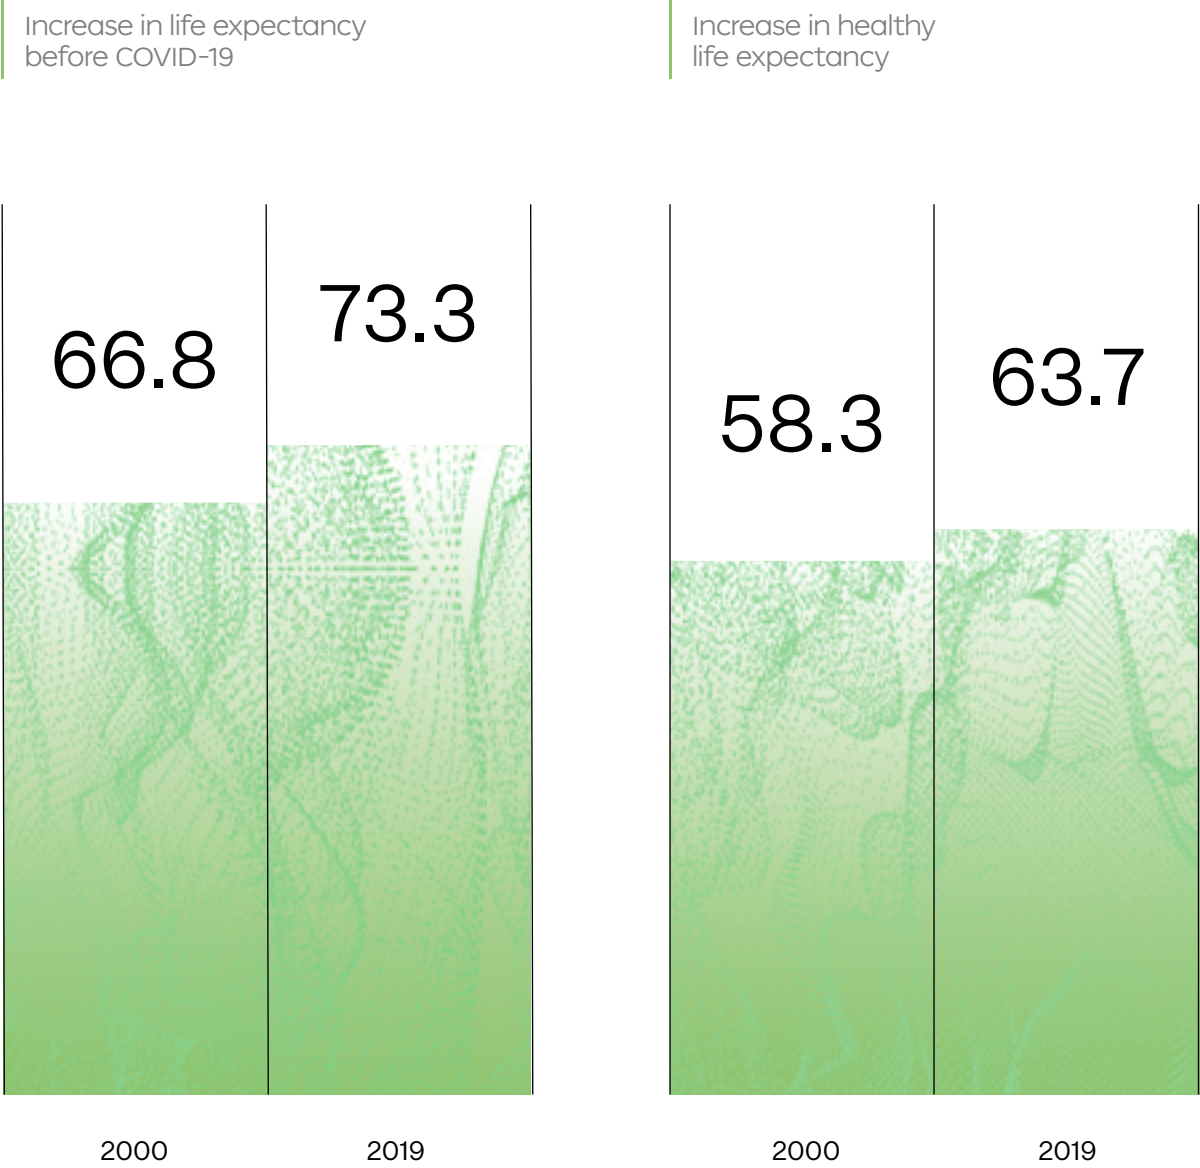 Increase in life expectancy
before COVID-19
66.8
73.3
2000
2019
Increase in healthy
life expectancy
58.3
63.7
2000
2019